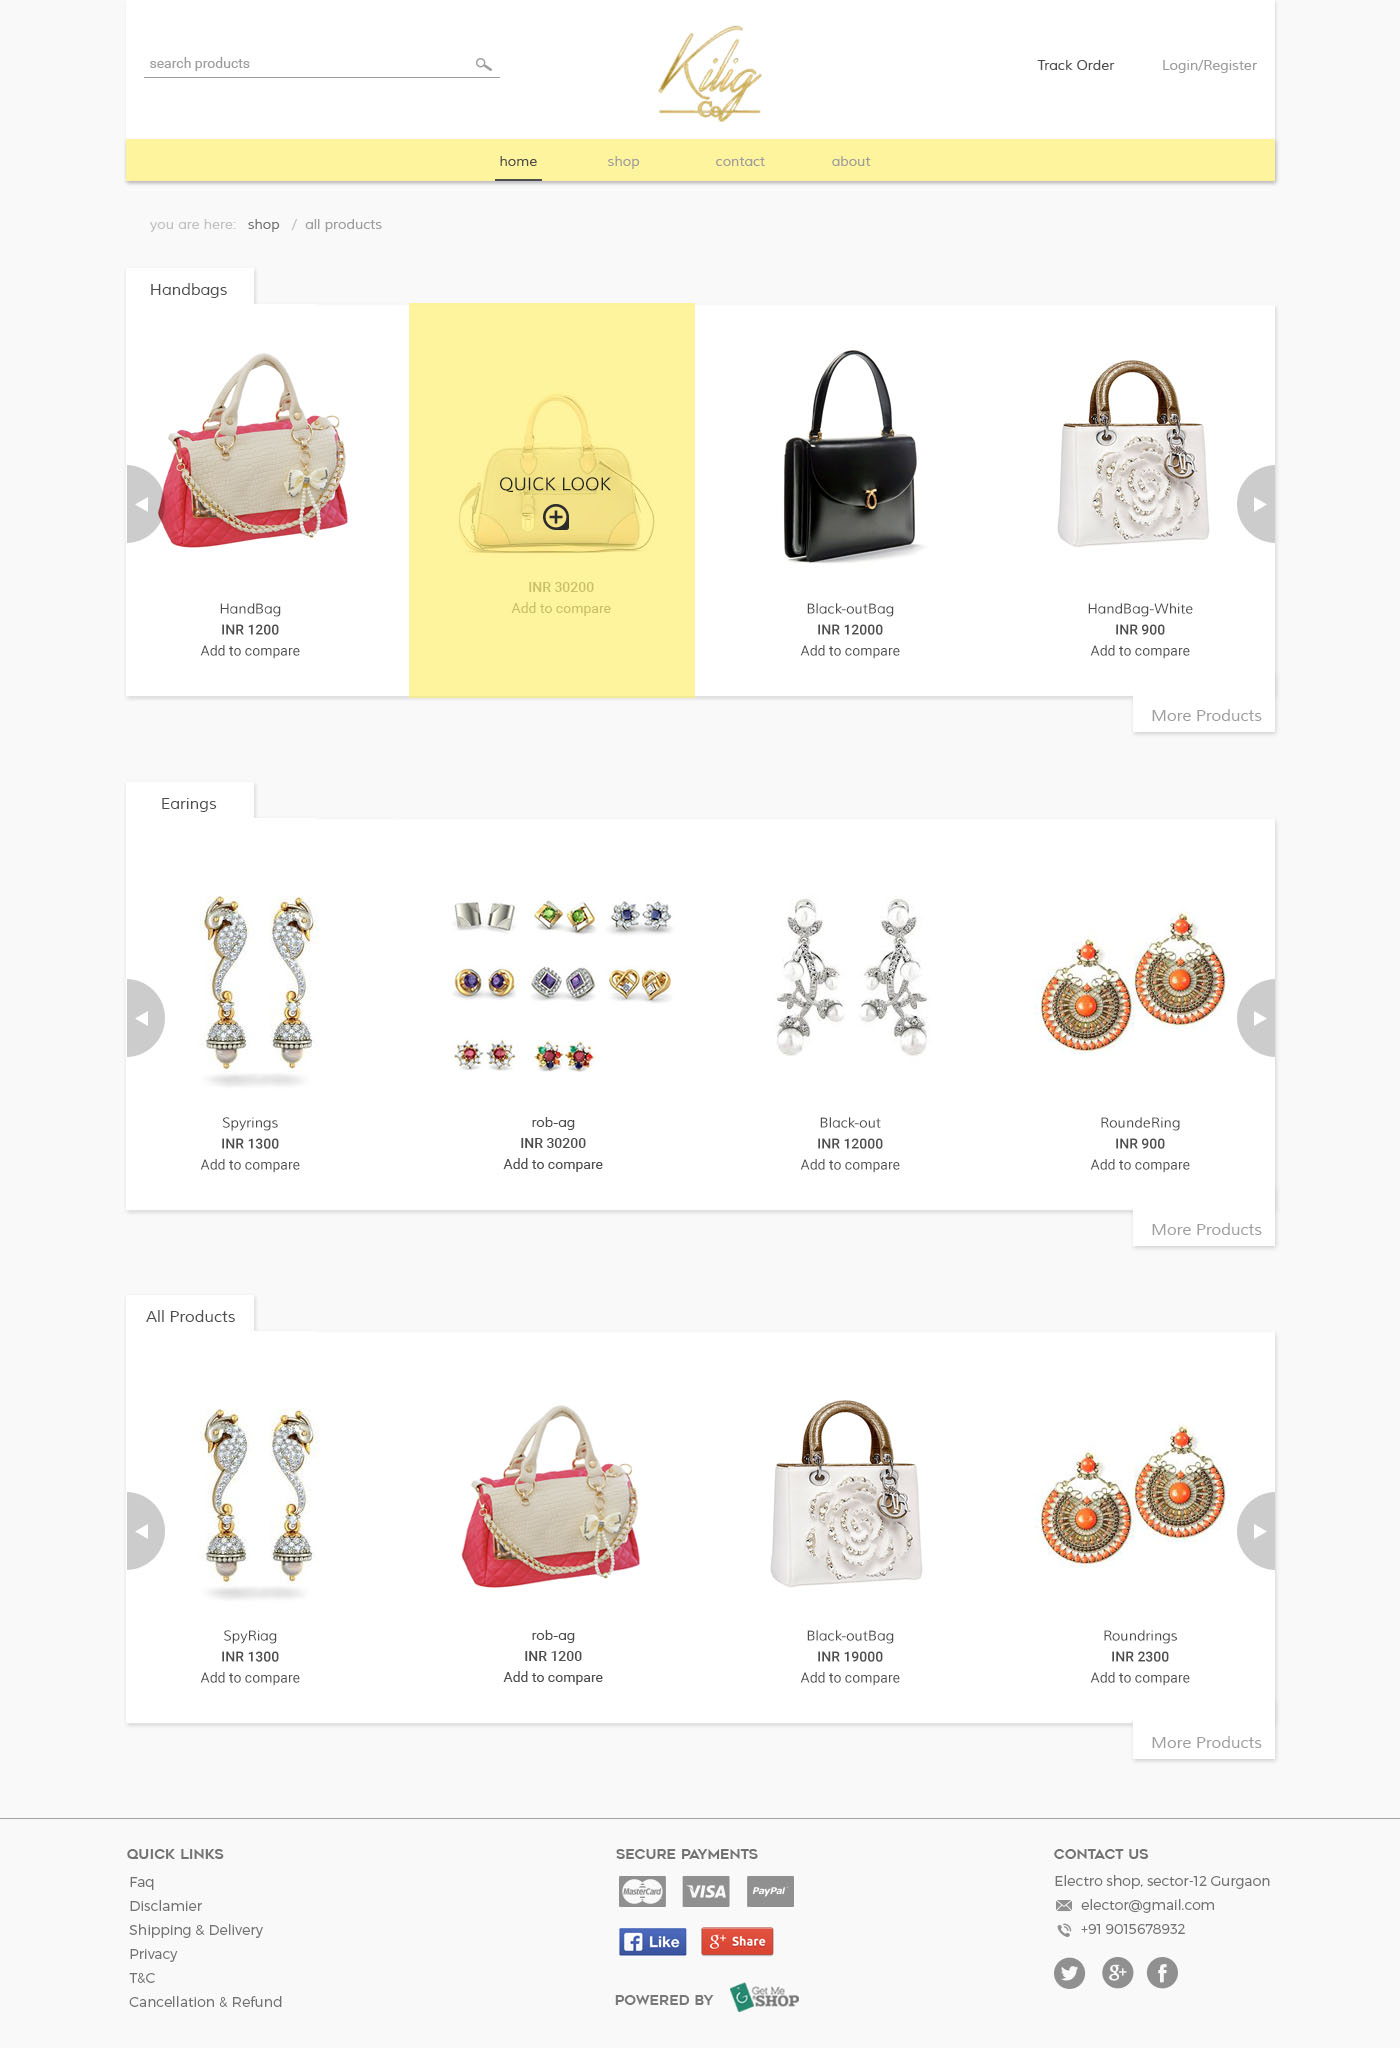 search products
Kilig
Co
Track Order
Login/Register
home
shop
contact
about
you are here: shop / all products
Handbags
QUICK LOOK
HandBag
INR 1200
Add to compare
INR 30200
Add to compare
Black-outBag
INR 12000
Add to compare
HandBag-White
INR 900
Add to compare
More Products
Earings
Spyrings
INR 1300
Add to compare
rob-ag
INR 30200
Add to compare
Black-out
INR 12000
Add to compare
RoundeRing
INR 900
Add to compare
More Products
All Products
SpyRiag
INR 1300
Add to compare
rob-ag
INR 1200
Add to compare
Black-outBag
INR 19000
Add to compare
Roundrings
INR 2300
Add to compare
More Products
QUICK LINKS
Faq
Disclamier
Shipping & Delivery
Privacy
T&C
Cancellation & Refund
SECURE PAYMENTS
MasterCard
VISA
PayPal
Like
g+ Share
POWERED BY
Get Me
SHOP
CONTACT US
Electro shop, sector-12 Gurgaon
elector@gmail.com
+91 9015678932